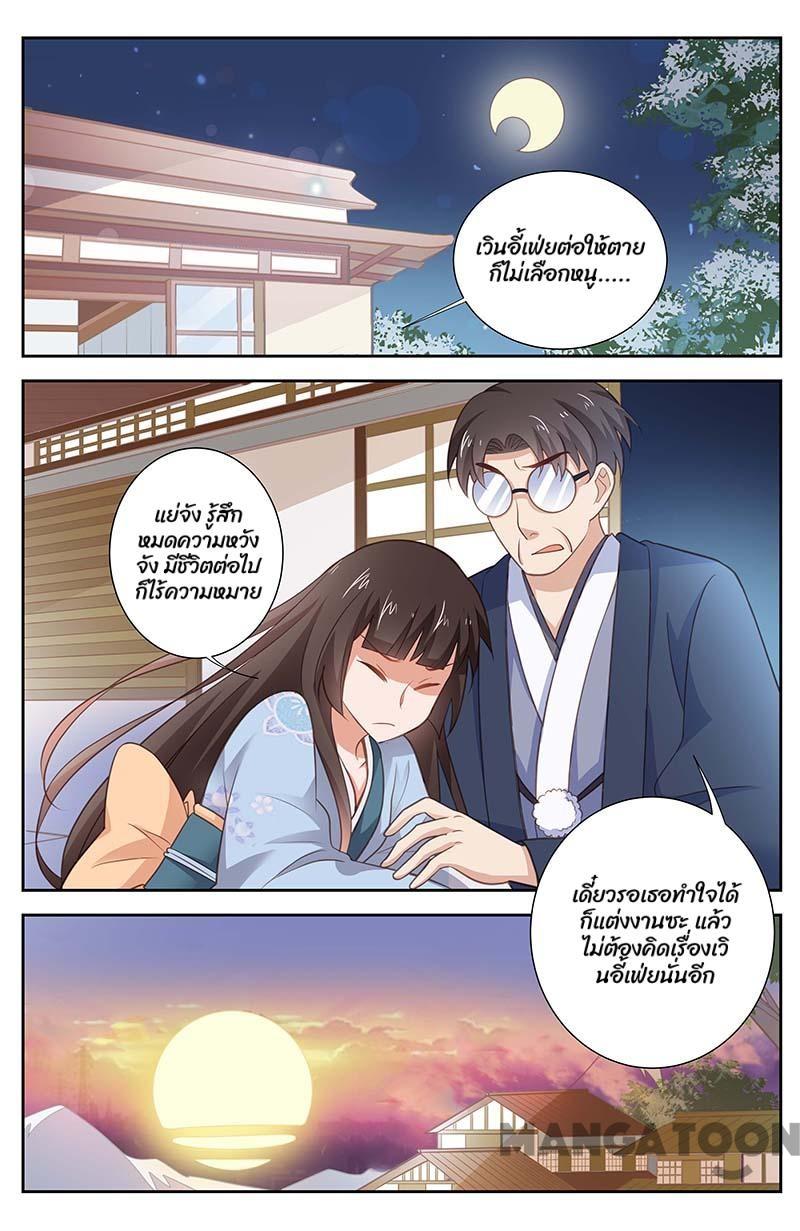 เวินอี้เฟ่ยต่อให้ตาย
ก็ไม่เลือกหนู.....
แย่จัง รู้สึก
หมดความหวัง
จัง มีชีวิตต่อไป
ก็ไร้ความหมาย
เดี๋ยวรอเธอทำใจได้
ก็แต่งงานซะ แล้ว
ไม่ต้องคิดเรื่องเวิ
นอี้เฟ่ยนั่นอีก
MANGATOON